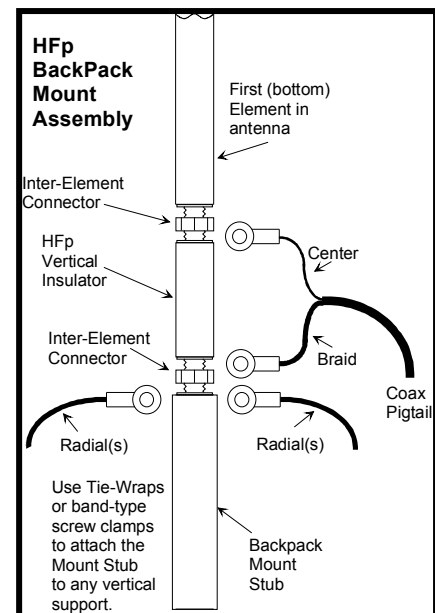 HFp
BackPack
Mount
Assembly
First (bottom)
Element in
antenna
Inter-Element
Connector
HFp
Vertical
Insulator
Center
Inter-Element
Connector
Braid
Coax
Pigtail
Radial(s)
Radial(s)
Use Tie-Wraps
or band-type
screw clamps
to attach the
Mount Stub
to any vertical
support.
Backpack
Mount
Stub